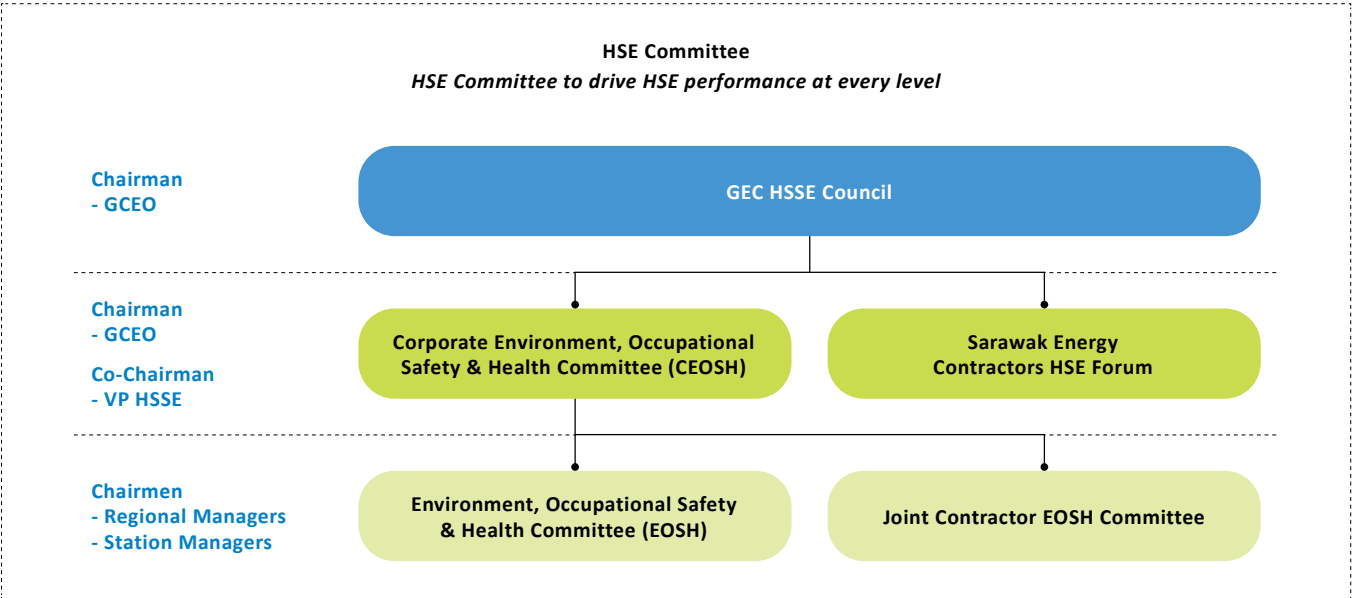 HSE Committee
HSE Committee to drive HSE performance at every level
Chairman
- GCEO
GEC HSSE Council
Chairman
- GCEO
Co-Chairman
- VP HSSE
Corporate Environment, Occupational
Safety & Health Committee (CEOSH)
Sarawak Energy
Contractors HSE Forum
Chairmen
- Regional Managers
- Station Managers
Environment, Occupational Safety
& Health Committee (EOSH)
Joint Contractor EOSH Committee